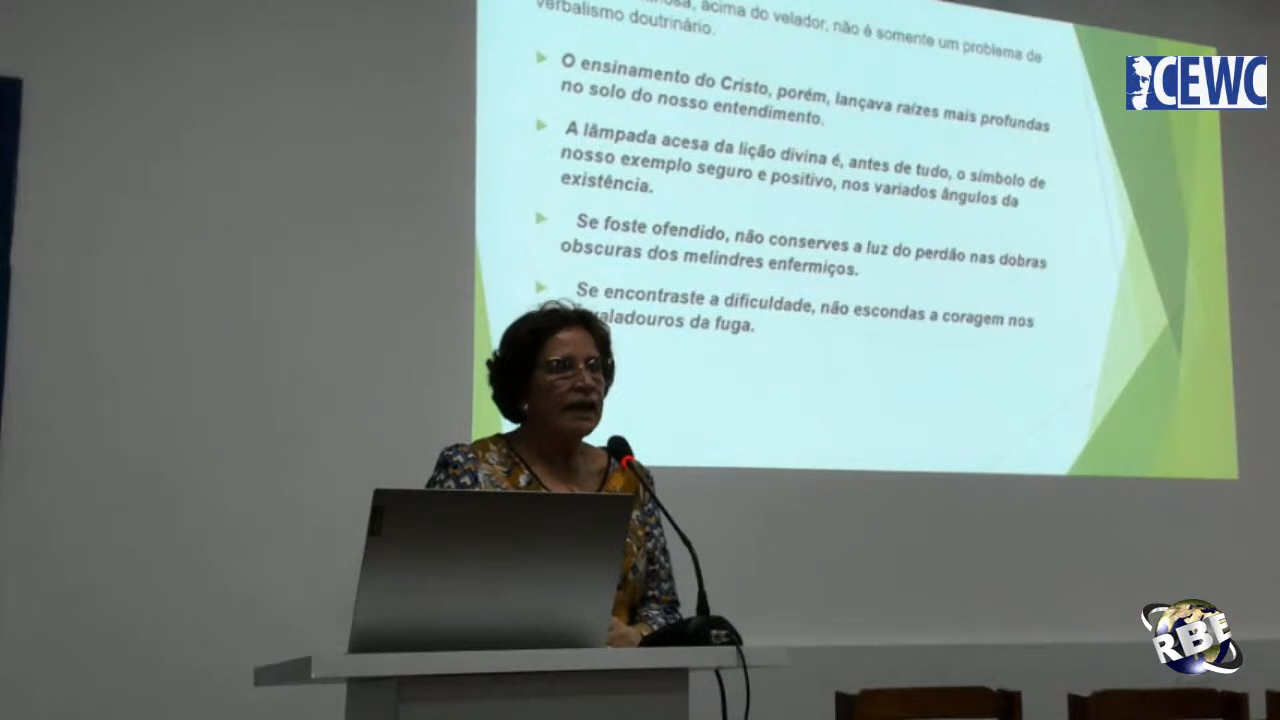 acima do velador, não é somente um problema de
verbalismo doutrinário.
O ensinamento do Cristo, porém, lançava raízes mais profundas
no solo do nosso entendimento.
A lâmpada acesa da lição divina é, antes de tudo, o símbolo de
nosso exemplo seguro e positivo, nos variados ângulos da
existência.
Se foste ofendido, não conserves a luz do perdão nas dobras
obscuras dos melindres enfermiços.
Se encontraste a dificuldade, não escondas a coragem nos
valadouros da fuga.
CEWC
RBE